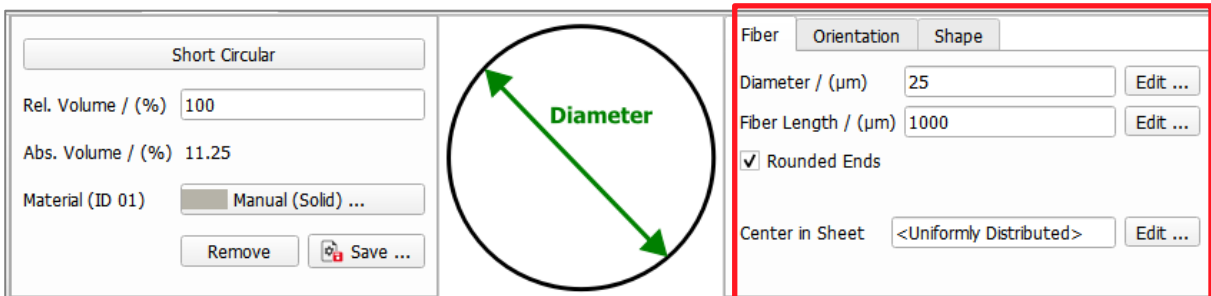 Short Circular
Rel. Volume / (%) 100
Abs. Volume / (%) 11.25
Material (ID 01) Manual (Solid) ...
Remove Save ...
Diameter
Fiber Orientation Shape
Diameter / (µm) 25 Edit ...
Fiber Length / (µm) 1000 Edit ...
Rounded Ends
Center in Sheet <Uniformly Distributed> Edit ...